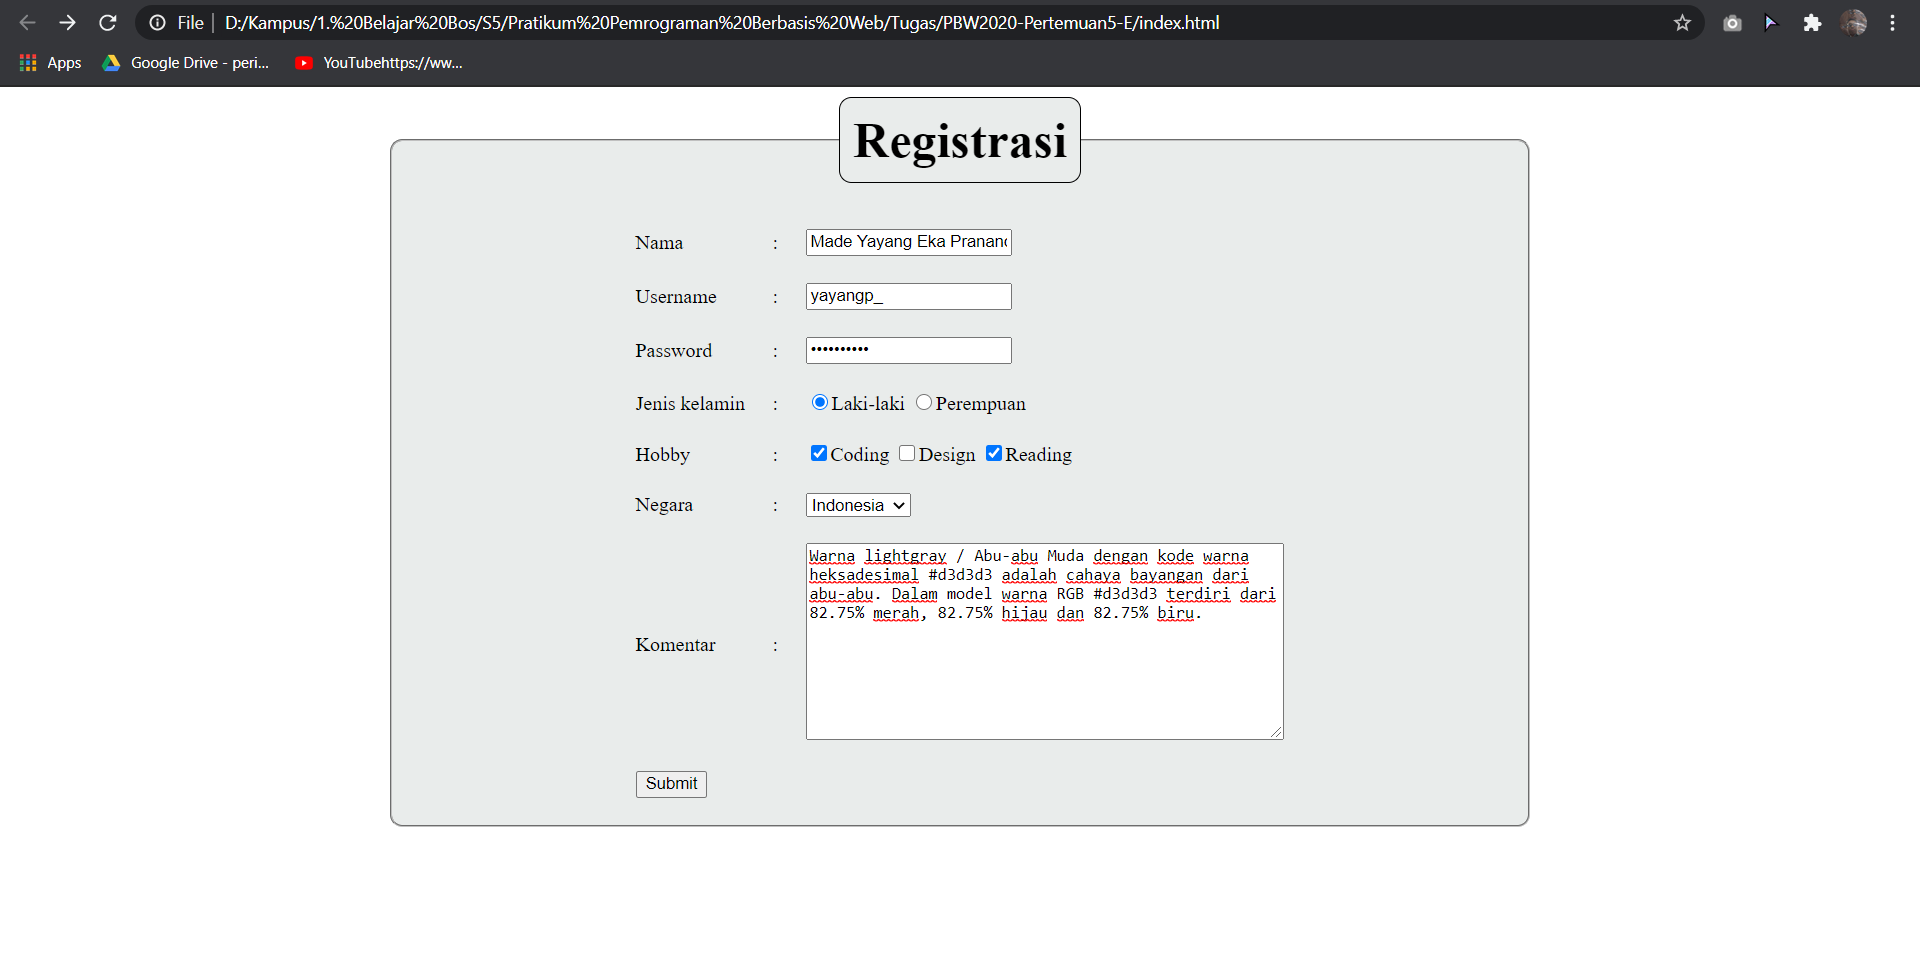 File D:/Kampus/1.%20Belajar%20Bos/S5/Pratikum%20Pemrograman%20Berbasis%20Web/Tugas/PBW2020-Pertemuan5-E/index.html
Apps Google Drive - peri... YouTubehttps://ww...
Registrasi
Nama : Made Yayang Eka Pranan
Username : yayangp_
Password : ••••••••••
Jenis kelamin : Laki-laki Perempuan
Hobby : Coding Design Reading
Negara : Indonesia
Komentar :
Warna lightgray / Abu-abu Muda dengan kode warna
heksadesimal #d3d3d3 adalah cahaya bayangan dari
abu-abu. Dalam model warna RGB #d3d3d3 terdiri dari
82.75% merah, 82.75% hijau dan 82.75% biru.
Submit